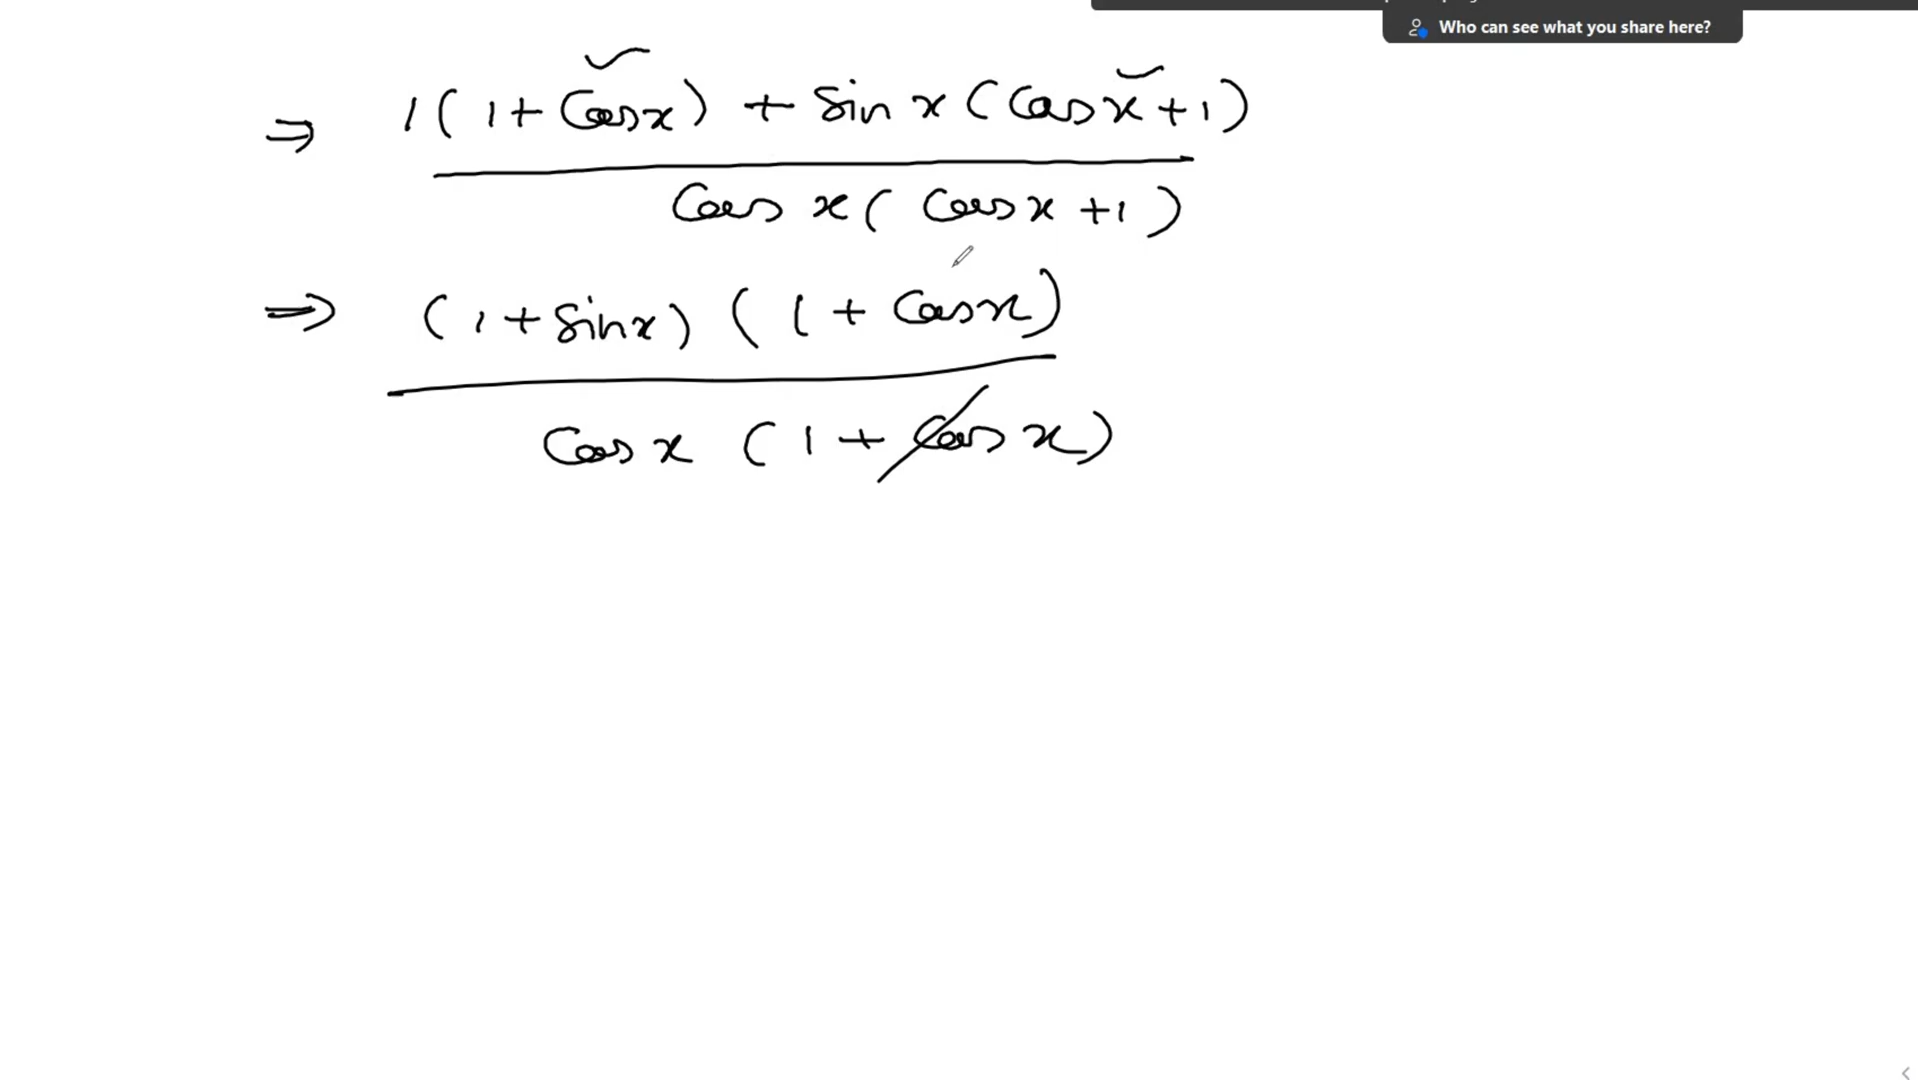 Who can see what you share here?
⇒ 1(1+Cosx) + Sin x(Cosx+1)
Cos x(Cosx+1)
⇒ (1+Sinx)(1+Cosx)
Cosx (1+Cosx)